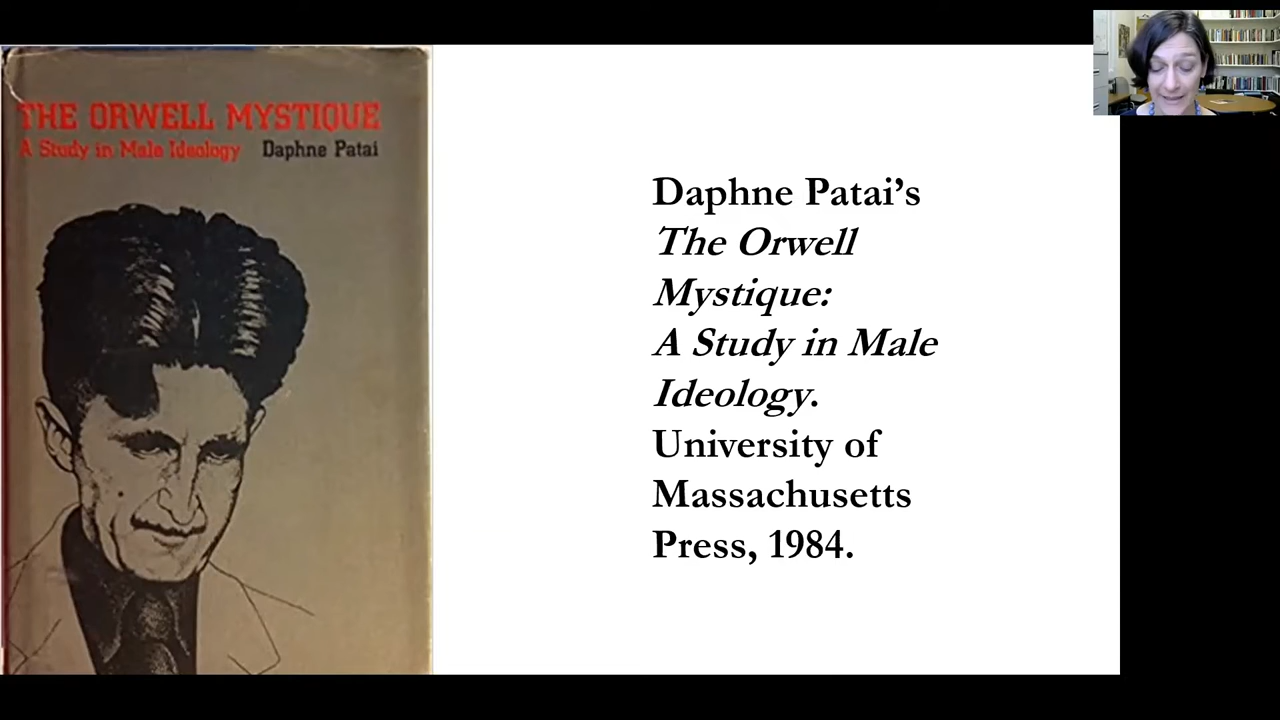 THE ORWELL MYSTIQUE
A Study in Male Ideology Daphne Patai
Daphne Patai’s
The Orwell
Mystique:
A Study in Male
Ideology.
University of
Massachusetts
Press, 1984.